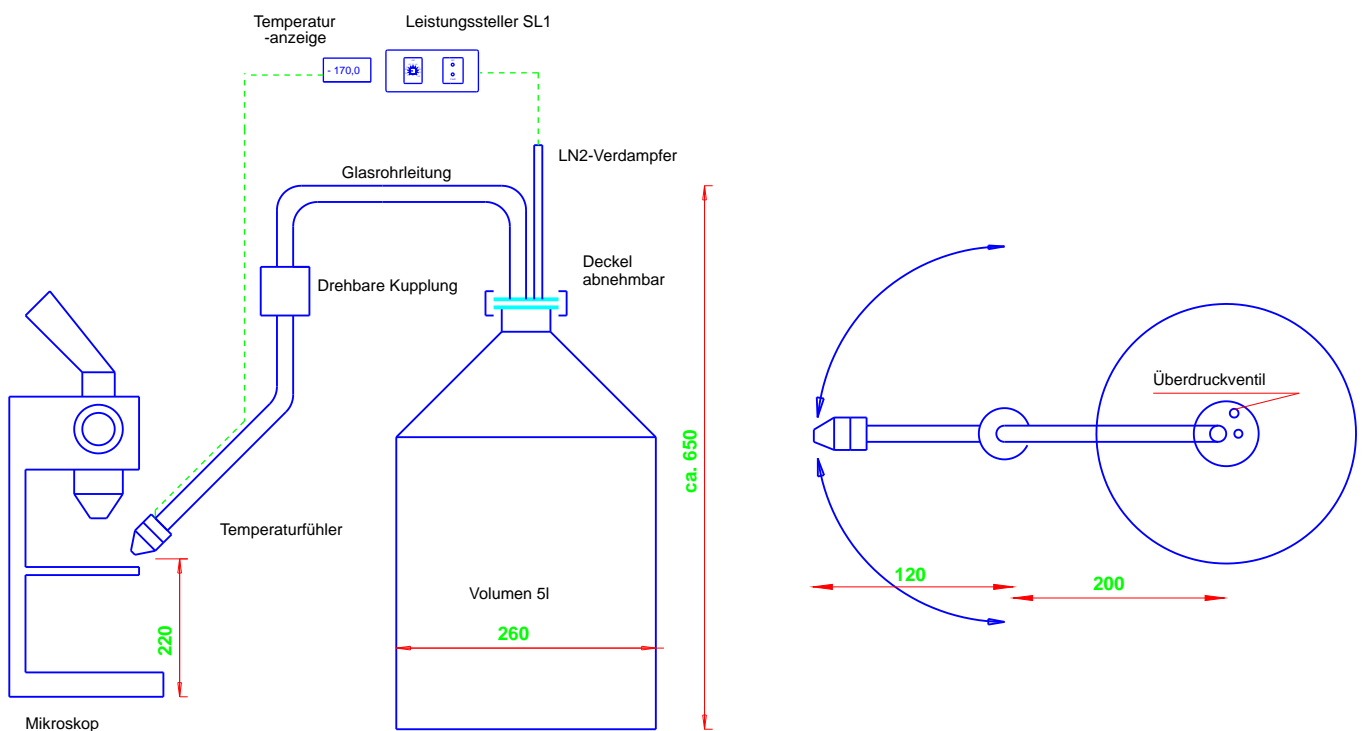 Temperatur
-anzeige
Leistungssteller SL1
- 170,0
LN2-Verdampfer
Glasrohrleitung
Deckel
abnehmbar
Drehbare Kupplung
Überdruckventil
ca. 650
Temperaturfühler
120
200
Volumen 5l
220
260
Mikroskop